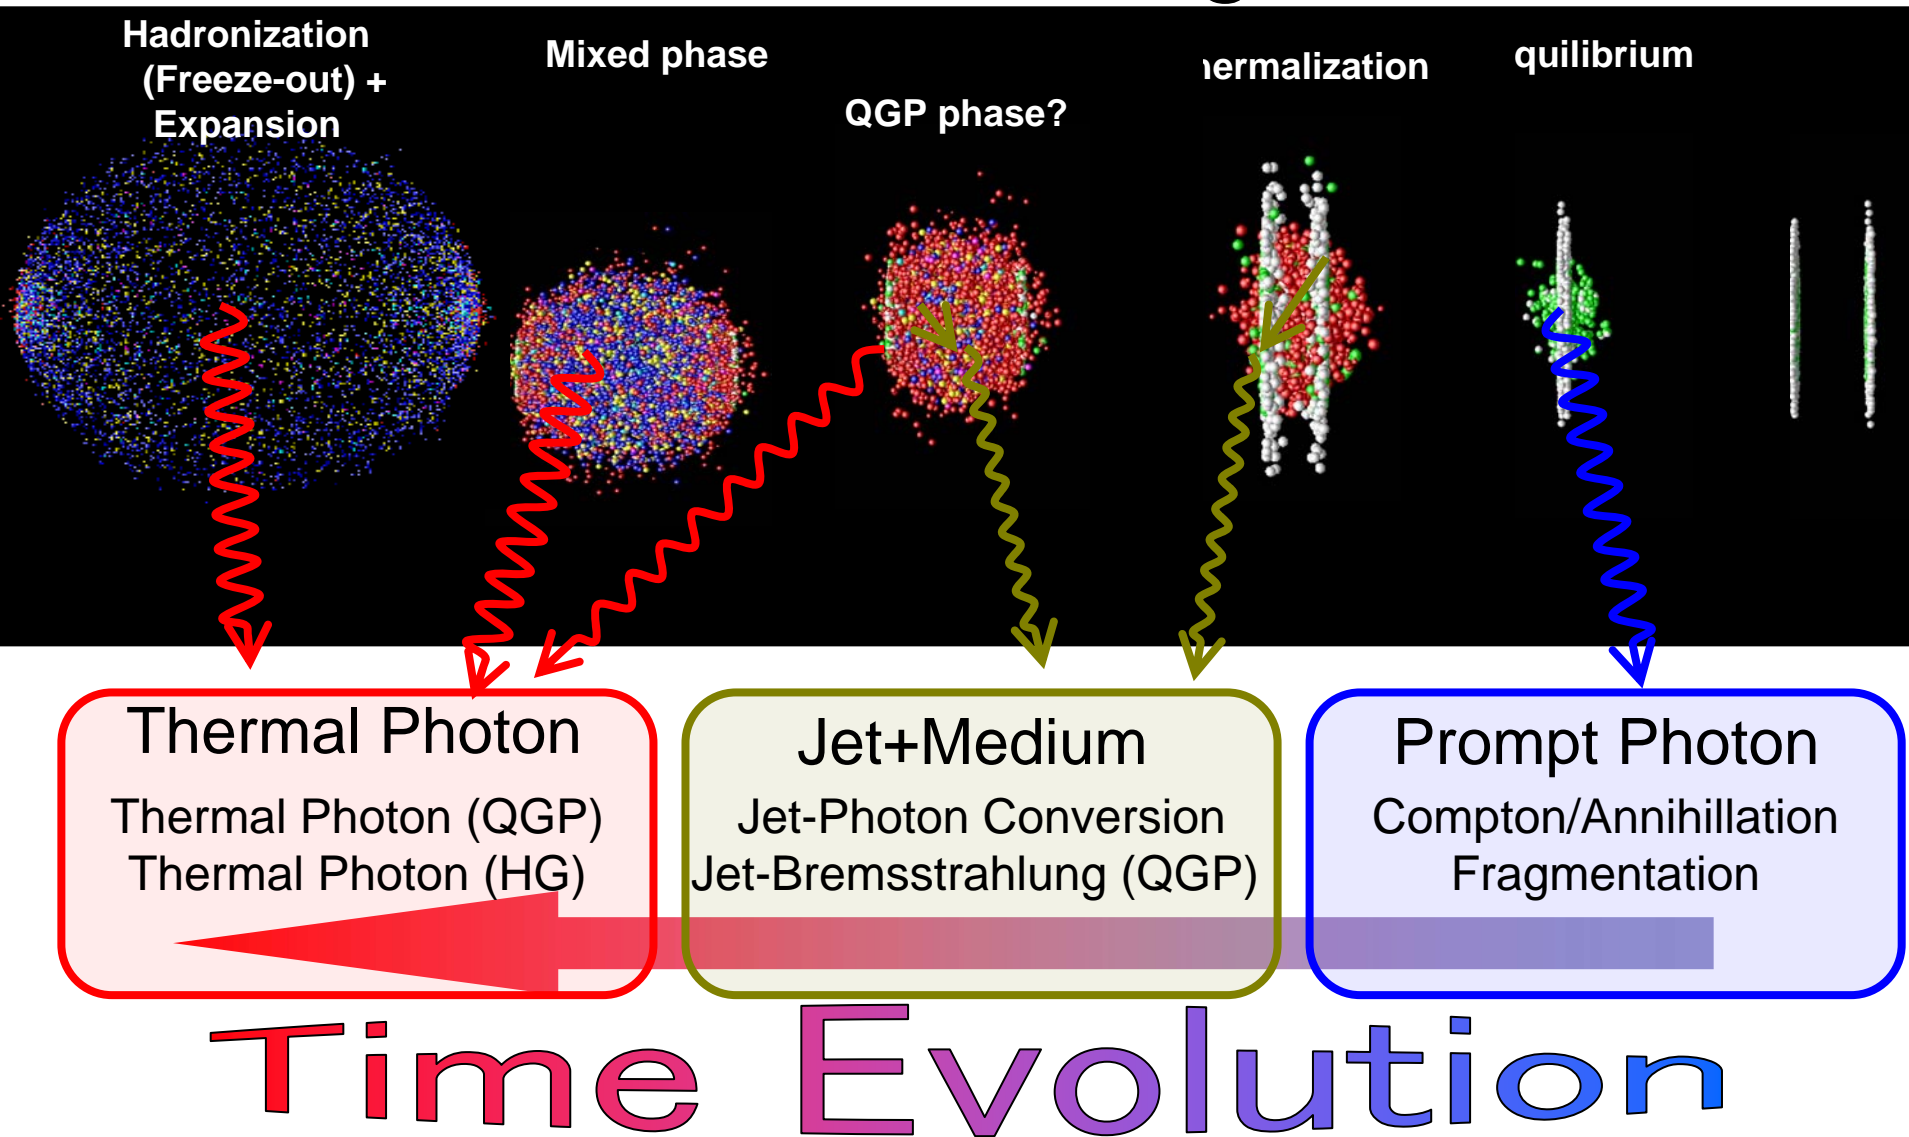 Hadronization
(Freeze-out) +
Expansion
Mixed phase
QGP phase?
hermalization
quilibrium
Thermal Photon
Thermal Photon (QGP)
Thermal Photon (HG)
Jet+Medium
Jet-Photon Conversion
Jet-Bremsstrahlung (QGP)
Prompt Photon
Compton/Annihillation
Fragmentation
Time Evolution